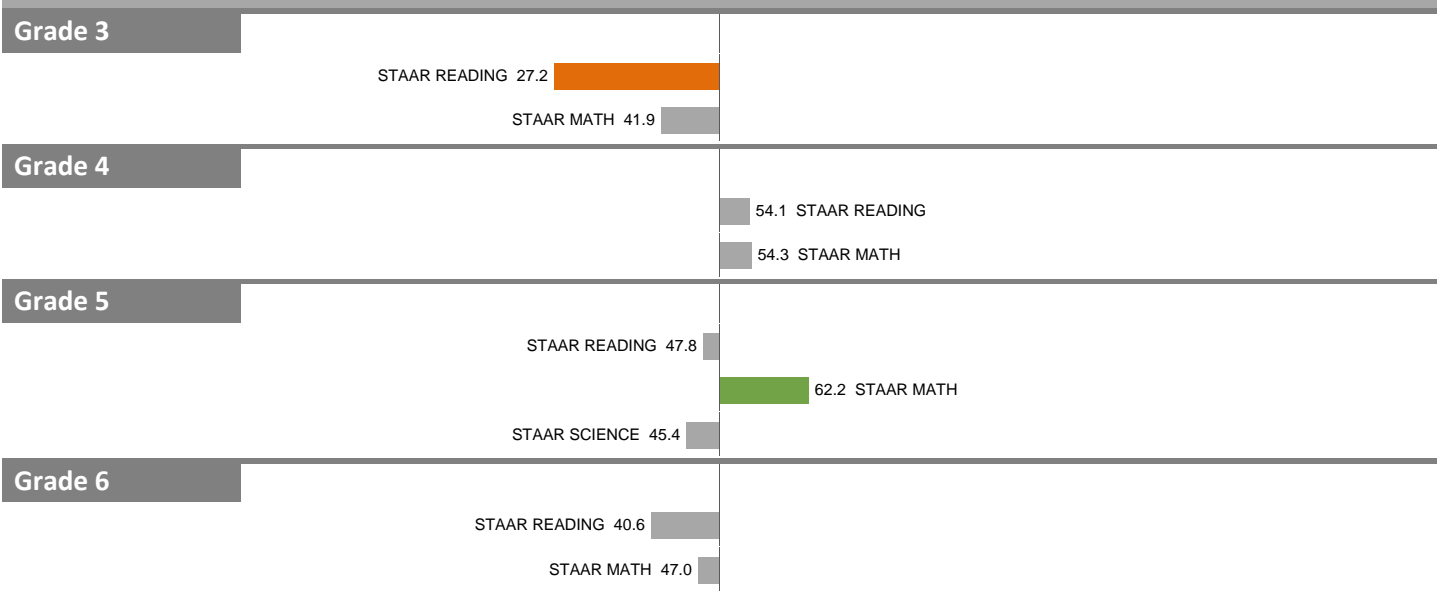 Grade 3
STAAR READING 27.2
STAAR MATH 41.9
Grade 4
54.1 STAAR READING
54.3 STAAR MATH
Grade 5
STAAR READING 47.8
62.2 STAAR MATH
STAAR SCIENCE 45.4
Grade 6
STAAR READING 40.6
STAAR MATH 47.0